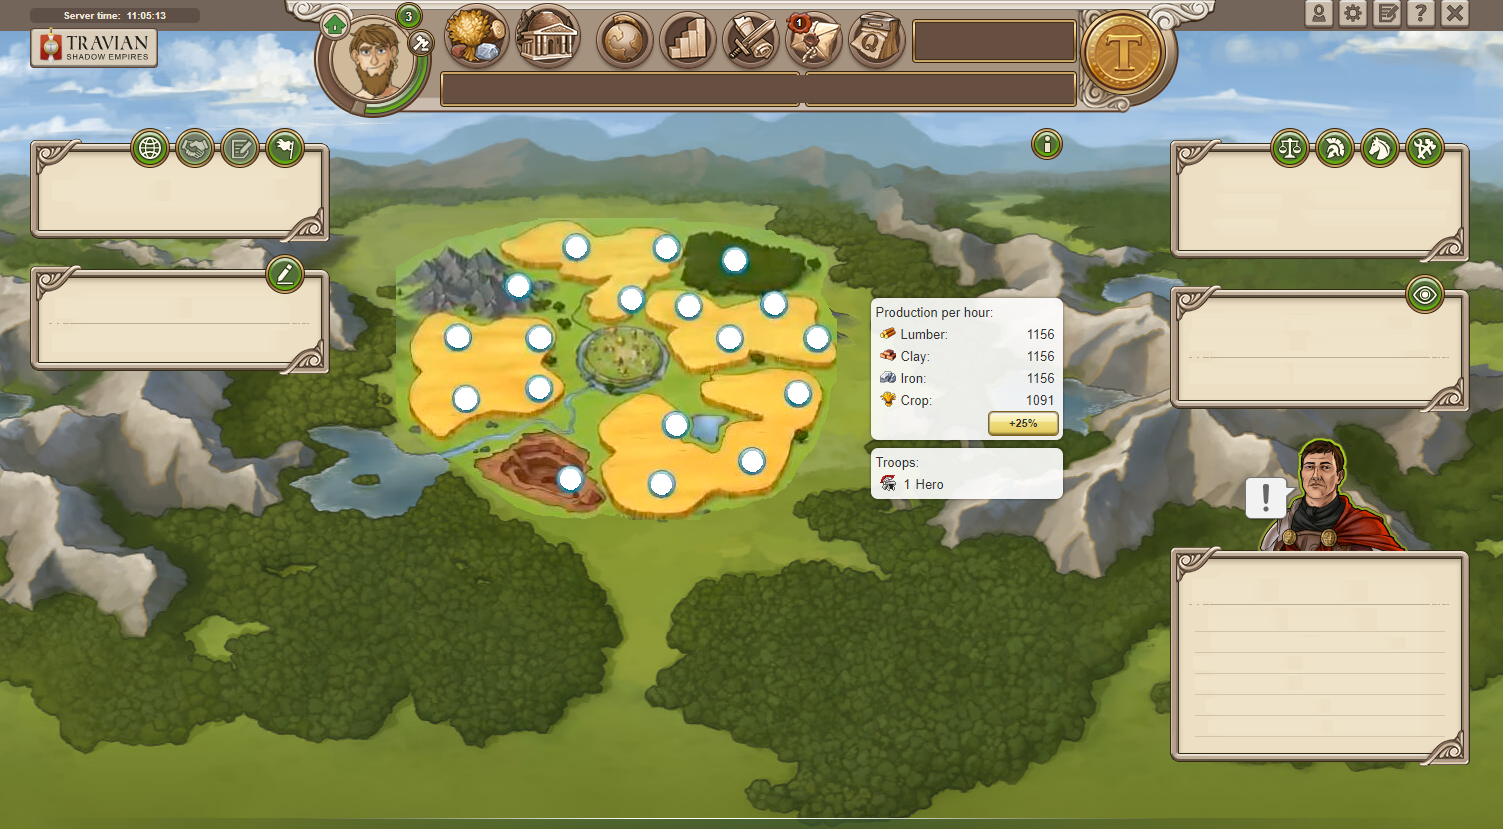 Server time: 11:05:13
TRAVIAN
SHADOW EMPIRES
3
1
Q
T
Production per hour:
Lumber: 1156
Clay: 1156
Iron: 1156
Crop: 1091
+25%
Troops:
1 Hero
!
i
?